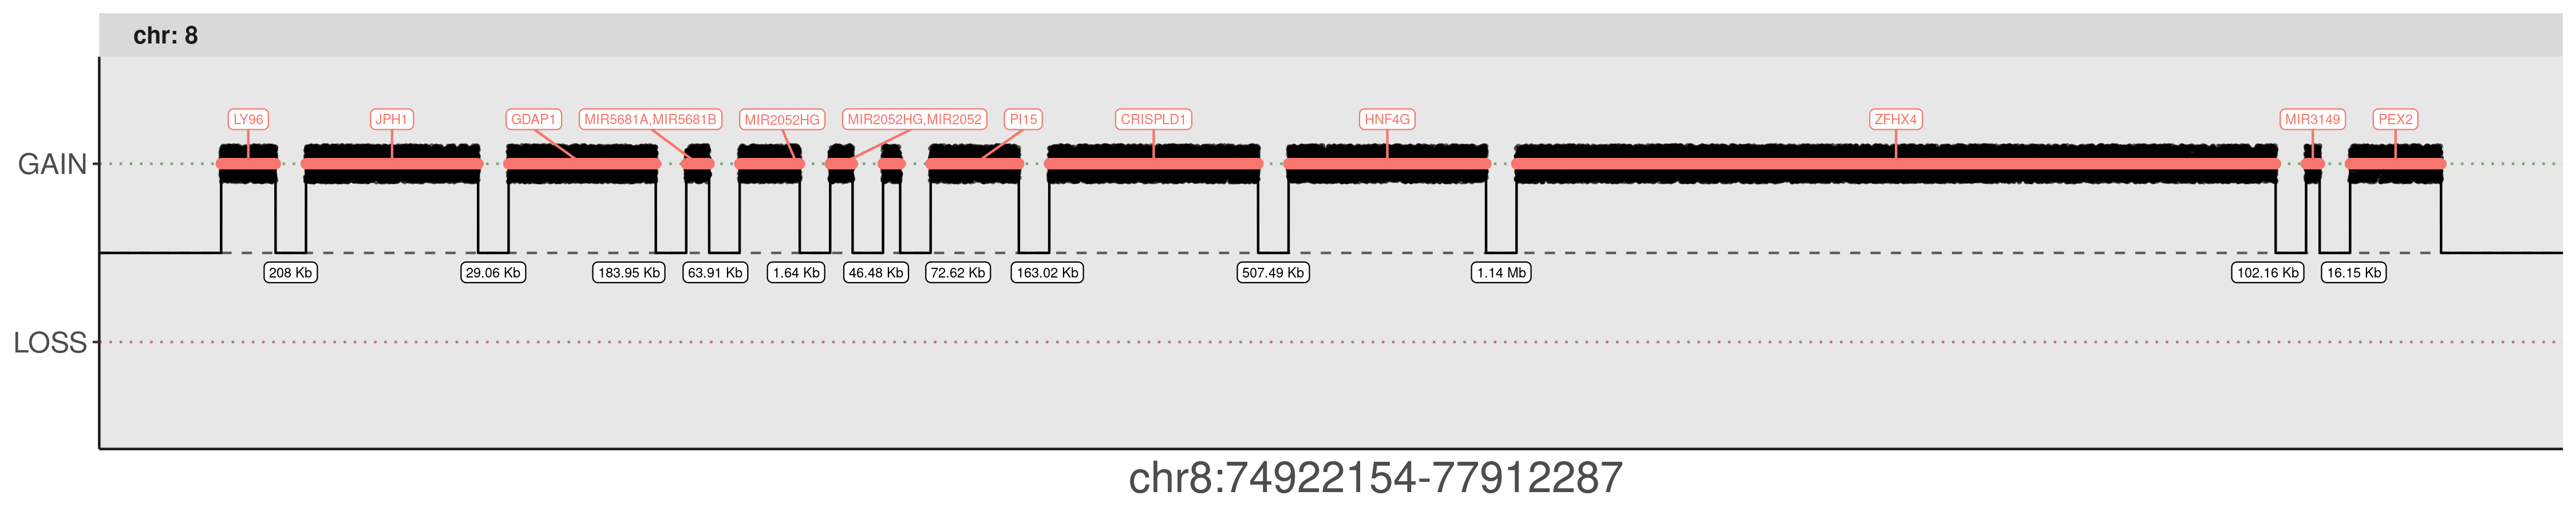 chr: 8
LY96 JPH1 GDAP1 MIR5681A,MIR5681B MIR2052HG MIR2052HG,MIR2052 PI15 CRISPLD1 HNF4G ZFHX4 MIR3149 PEX2
GAIN
208 Kb 29.06 Kb 183.95 Kb 63.91 Kb 1.64 Kb 46.48 Kb 72.62 Kb 163.02 Kb 507.49 Kb 1.14 Mb 102.16 Kb 16.15 Kb
LOSS
chr8:74922154-77912287